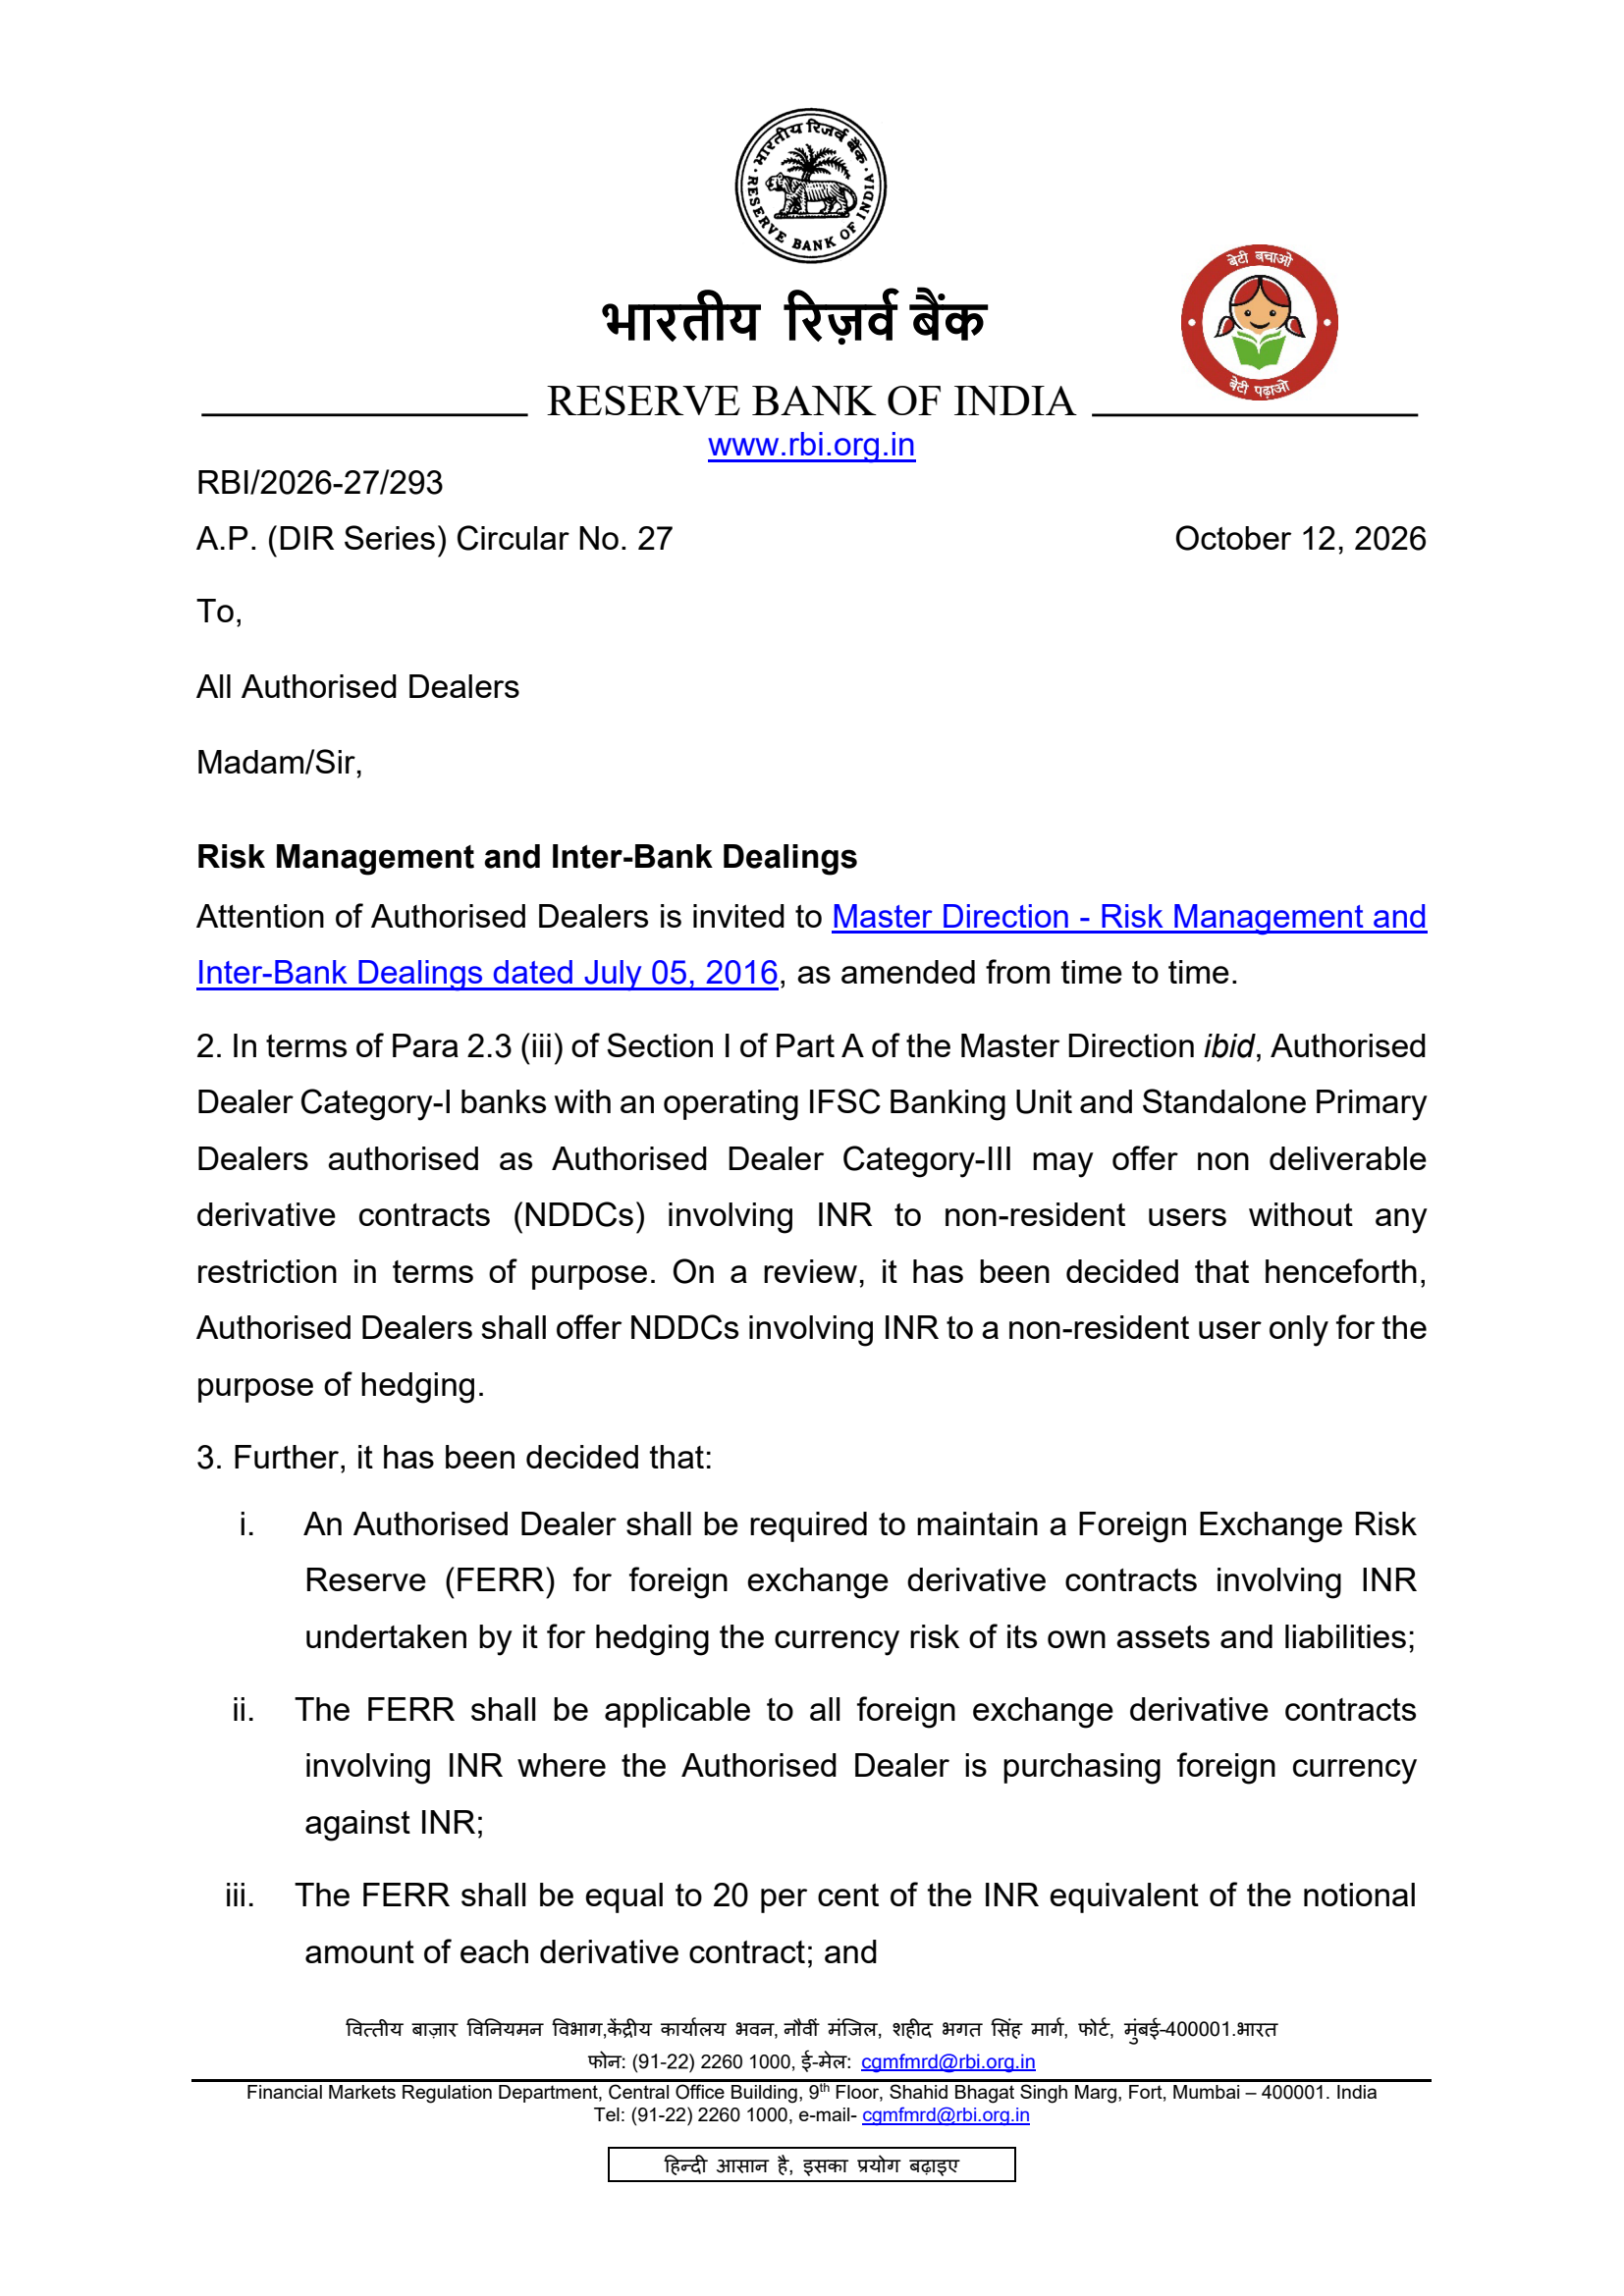 भारतीय रिज़र्व बैंक
RESERVE BANK OF INDIA
बेटी बचाओ
बेटी पढ़ाओ
भारतीय रिज़र्व बैंक
RESERVE BANK OF INDIA
www.rbi.org.in
RBI/2026-27/293
A.P. (DIR Series) Circular No. 27 October 12, 2026
To,
All Authorised Dealers
Madam/Sir,
Risk Management and Inter-Bank Dealings
Attention of Authorised Dealers is invited to Master Direction - Risk Management and
Inter-Bank Dealings dated July 05, 2016, as amended from time to time.
2. In terms of Para 2.3 (iii) of Section I of Part A of the Master Direction ibid, Authorised
Dealer Category-I banks with an operating IFSC Banking Unit and Standalone Primary
Dealers authorised as Authorised Dealer Category-III may offer non deliverable
derivative contracts (NDDCs) involving INR to non-resident users without any
restriction in terms of purpose. On a review, it has been decided that henceforth,
Authorised Dealers shall offer NDDCs involving INR to a non-resident user only for the
purpose of hedging.
3. Further, it has been decided that:
i. An Authorised Dealer shall be required to maintain a Foreign Exchange Risk
Reserve (FERR) for foreign exchange derivative contracts involving INR
undertaken by it for hedging the currency risk of its own assets and liabilities;
ii. The FERR shall be applicable to all foreign exchange derivative contracts
involving INR where the Authorised Dealer is purchasing foreign currency
against INR;
iii. The FERR shall be equal to 20 per cent of the INR equivalent of the notional
amount of each derivative contract; and
वित्तीय बाज़ार विनियमन विभाग,केंद्रीय कार्यालय भवन, नौवीं मंजिल, शहीद भगत सिंह मार्ग, फोर्ट, मुंबई-400001.भारत
फोन: (91-22) 2260 1000, ई-मेल: cgmfmrd@rbi.org.in
Financial Markets Regulation Department, Central Office Building, 9th Floor, Shahid Bhagat Singh Marg, Fort, Mumbai – 400001. India
Tel: (91-22) 2260 1000, e-mail- cgmfmrd@rbi.org.in
हिन्दी आसान है, इसका प्रयोग बढ़ाइए